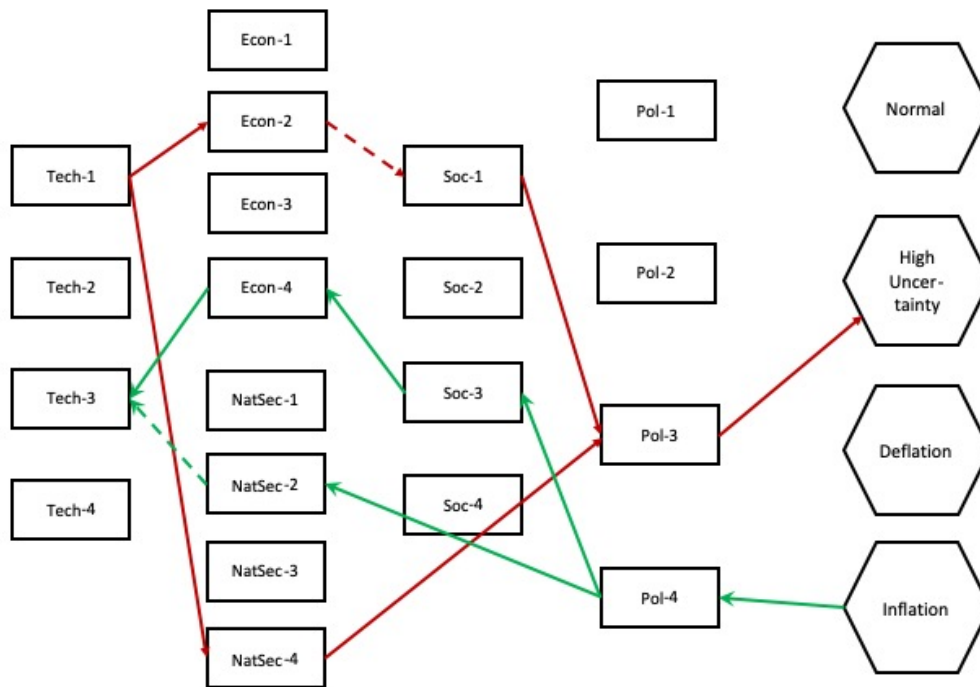 Econ-1
Econ-2
Pol-1
Normal
Tech-1
Soc-1
Econ-3
High
Uncer-
tainty
Pol-2
Tech-2
Econ-4
Soc-2
Tech-3
NatSec-1
Soc-3
Pol-3
Deflation
NatSec-2
Tech-4
Soc-4
NatSec-3
Pol-4
Inflation
NatSec-4